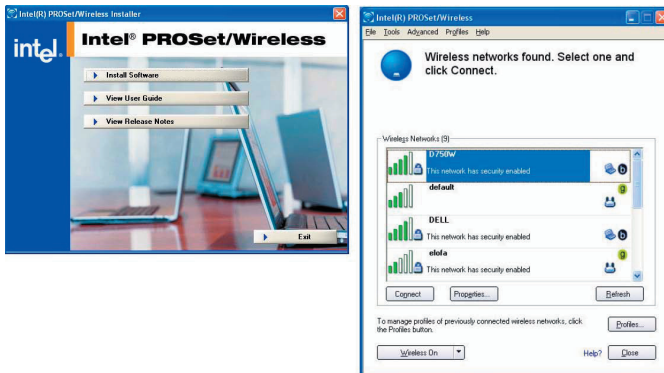 Intel(R) PROSet/Wireless Installer
intel.
Intel® PROSet/Wireless
Install Software
View User Guide
View Release Notes
Exit
Intel(R) PROSet/Wireless
File Tools Advanced Profiles Help
Wireless networks found. Select one and
click Connect.
Wireless Networks (9)
D750W
This network has security enabled
b
default
g
DELL
This network has security enabled
b
elofa
g
This network has security enabled
Connect
Properties...
Refresh
To manage profiles of previously connected wireless networks, click
the Profiles button.
Profiles...
Wireless On
Help?
Close